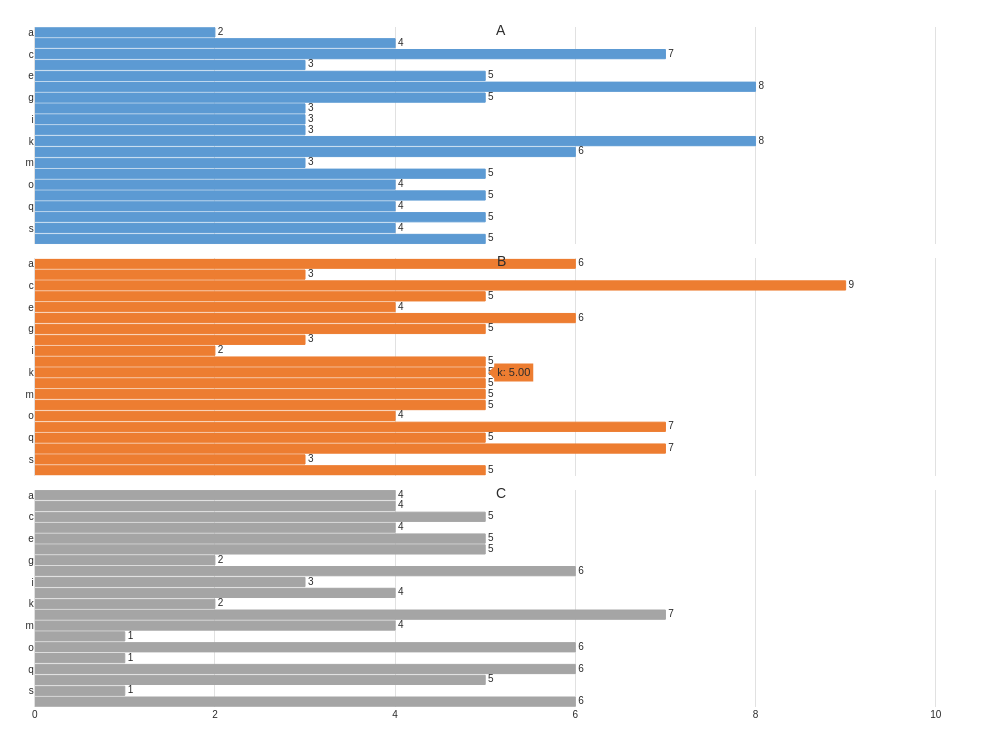 A
a 2
4
c 7
3
e 5
8
g 5
3
i 3
3
k 8
6
m 3
5
o 4
5
q 4
5
s 4
5
B
a 6
3
c 9
5
e 4
6
g 5
3
i 2
5
k k: 5.00
5
m 5
5
o 4
7
q 5
7
s 3
5
C
a 4
4
c 5
4
e 5
5
g 2
6
i 3
4
k 2
7
m 4
1
o 6
1
q 6
5
s 1
6
0 2 4 6 8 10